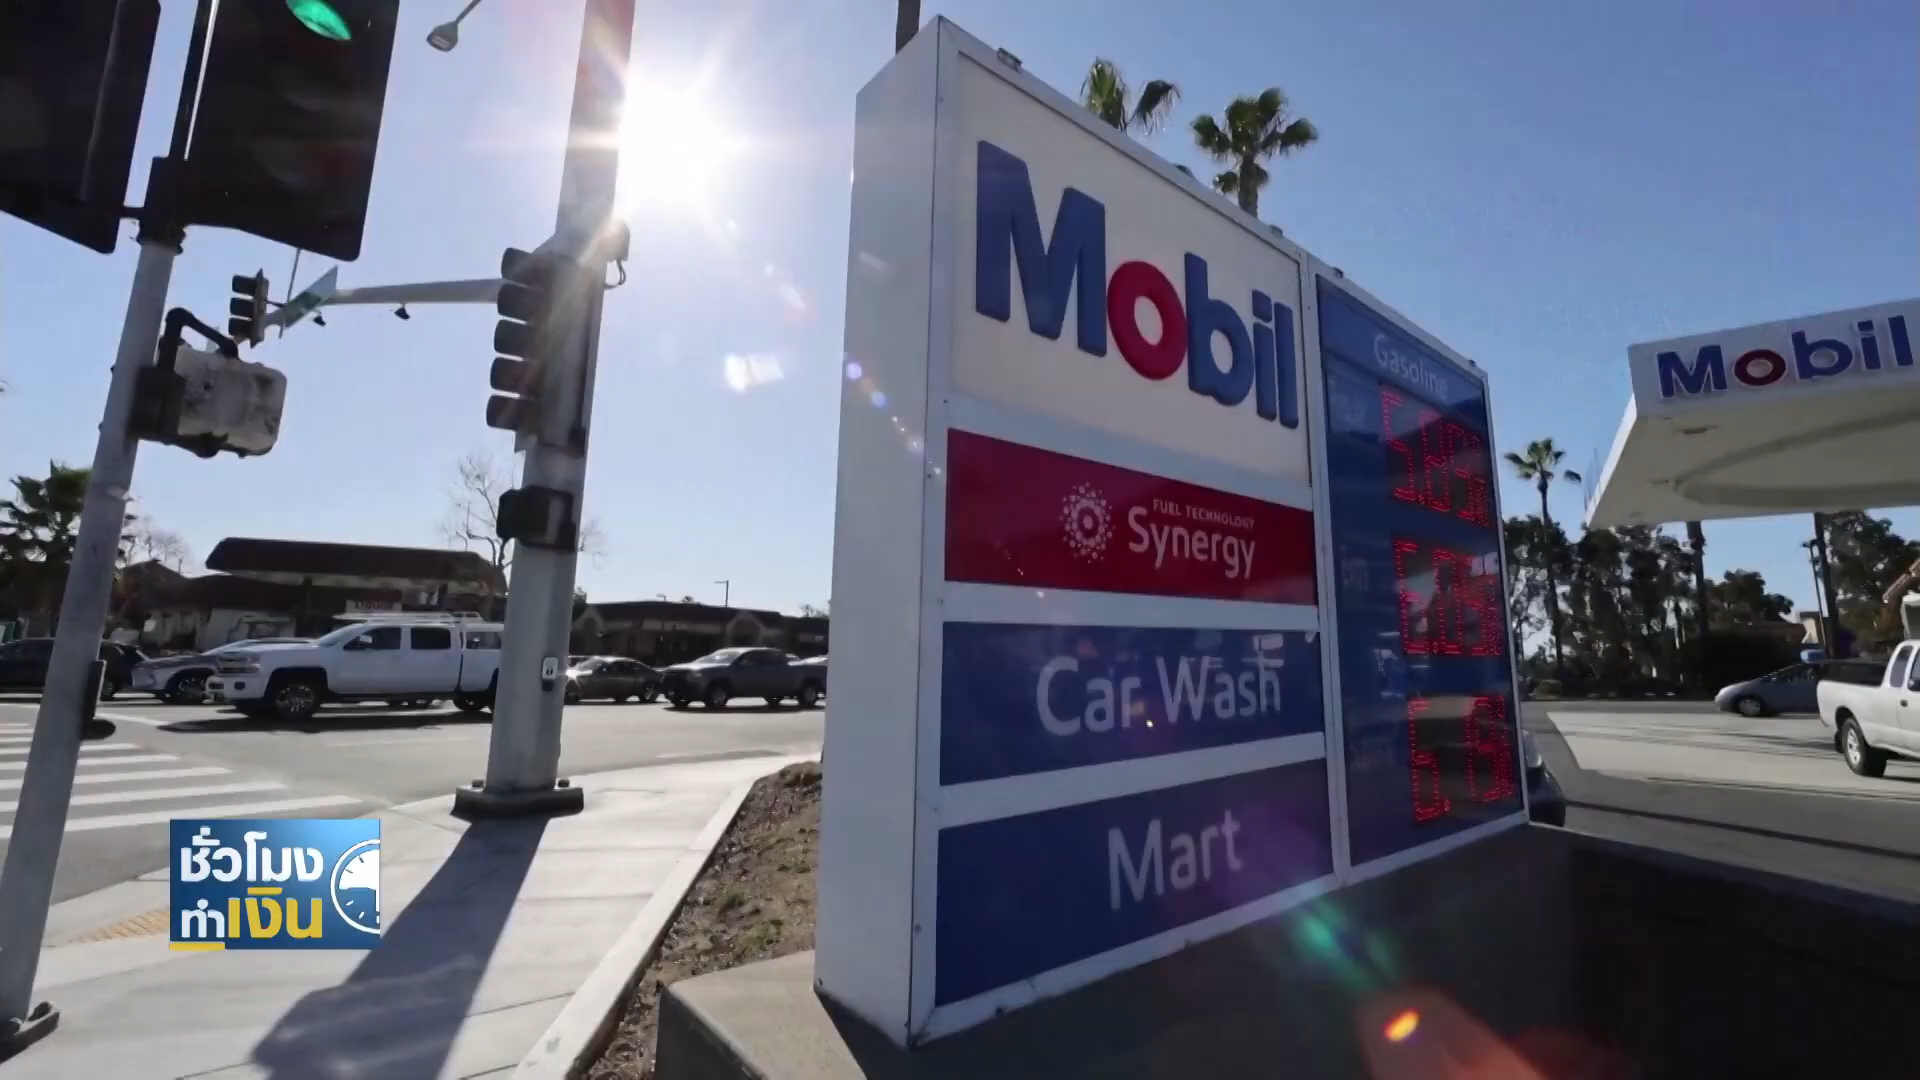 Mobil
FUEL TECHNOLOGY
Synergy
Car Wash
Mart
Gasoline
Mobil
LIQUOR
ชั่วโมง
ทำเงิน